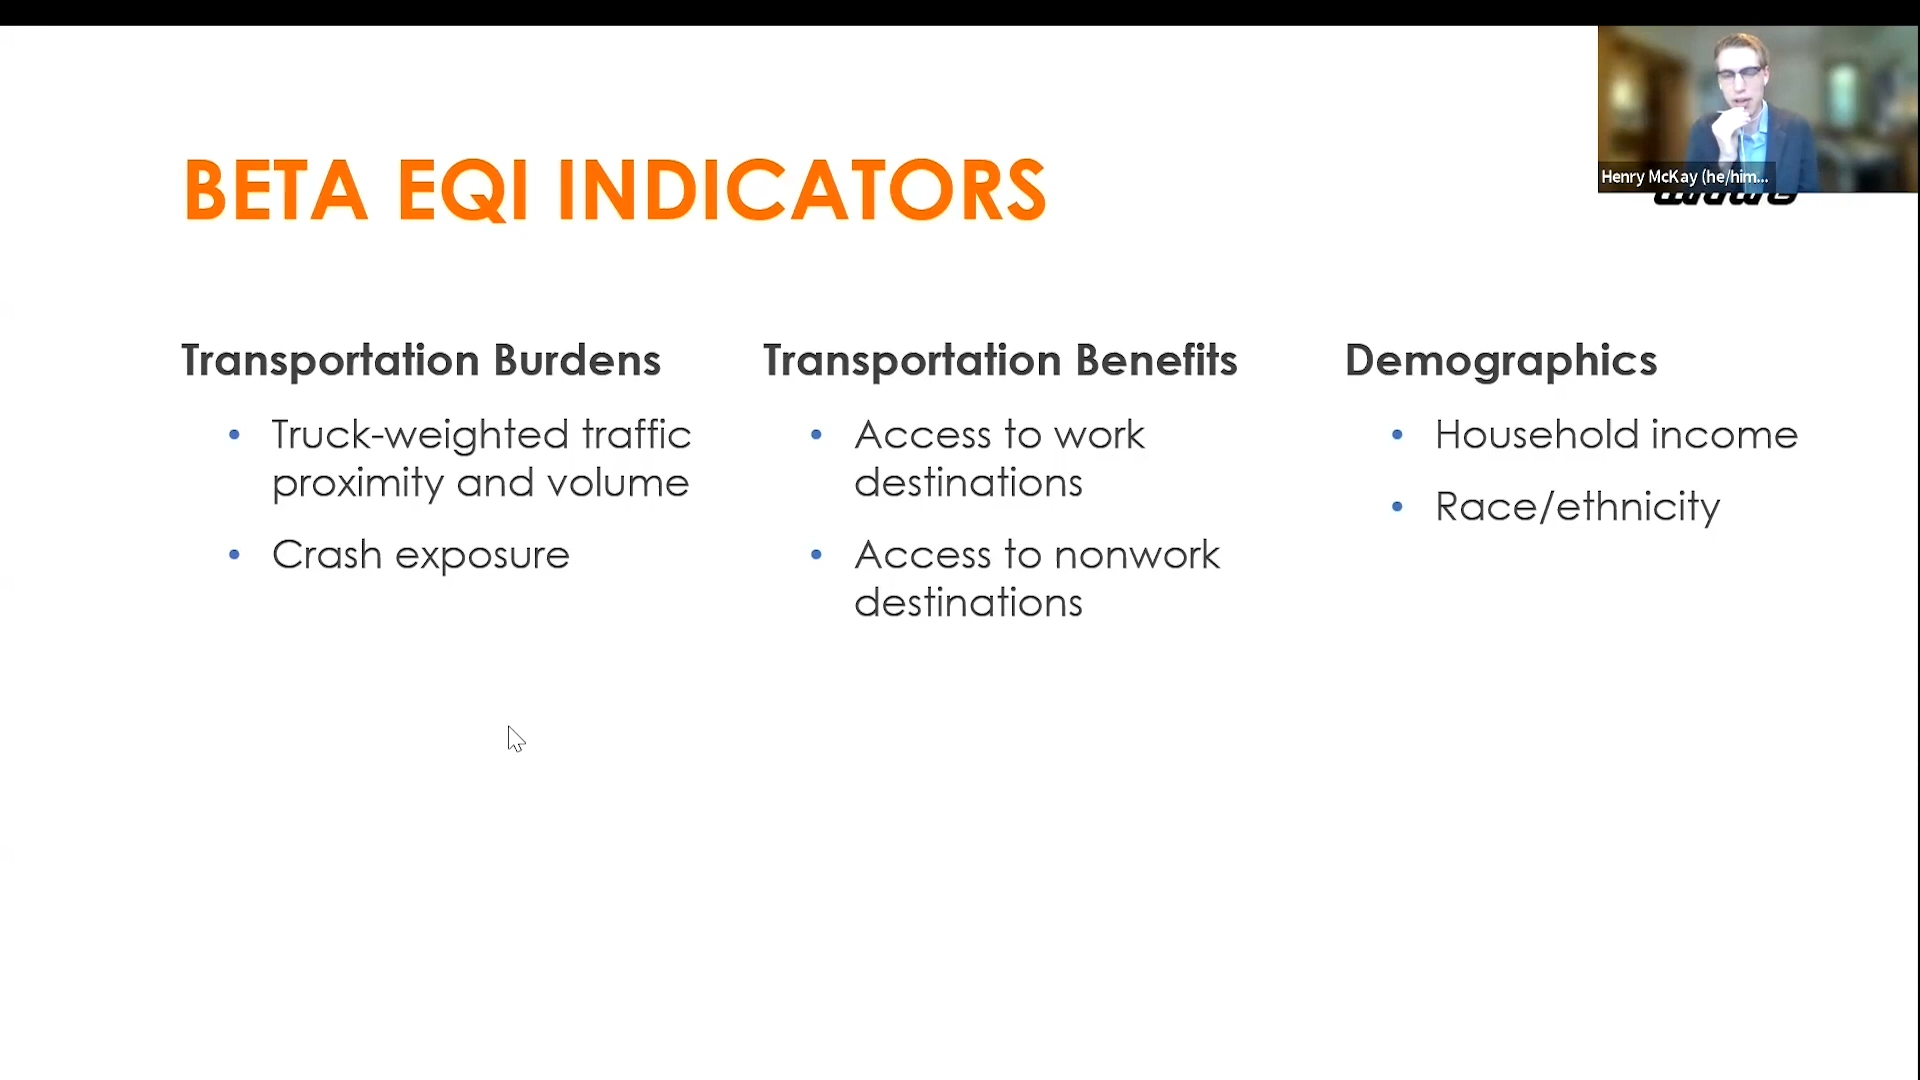 Henry McKay (he/him...
BETA EQI INDICATORS
Transportation Burdens
• Truck-weighted traffic
proximity and volume
• Crash exposure
Transportation Benefits
• Access to work
destinations
• Access to nonwork
destinations
Demographics
• Household income
• Race/ethnicity